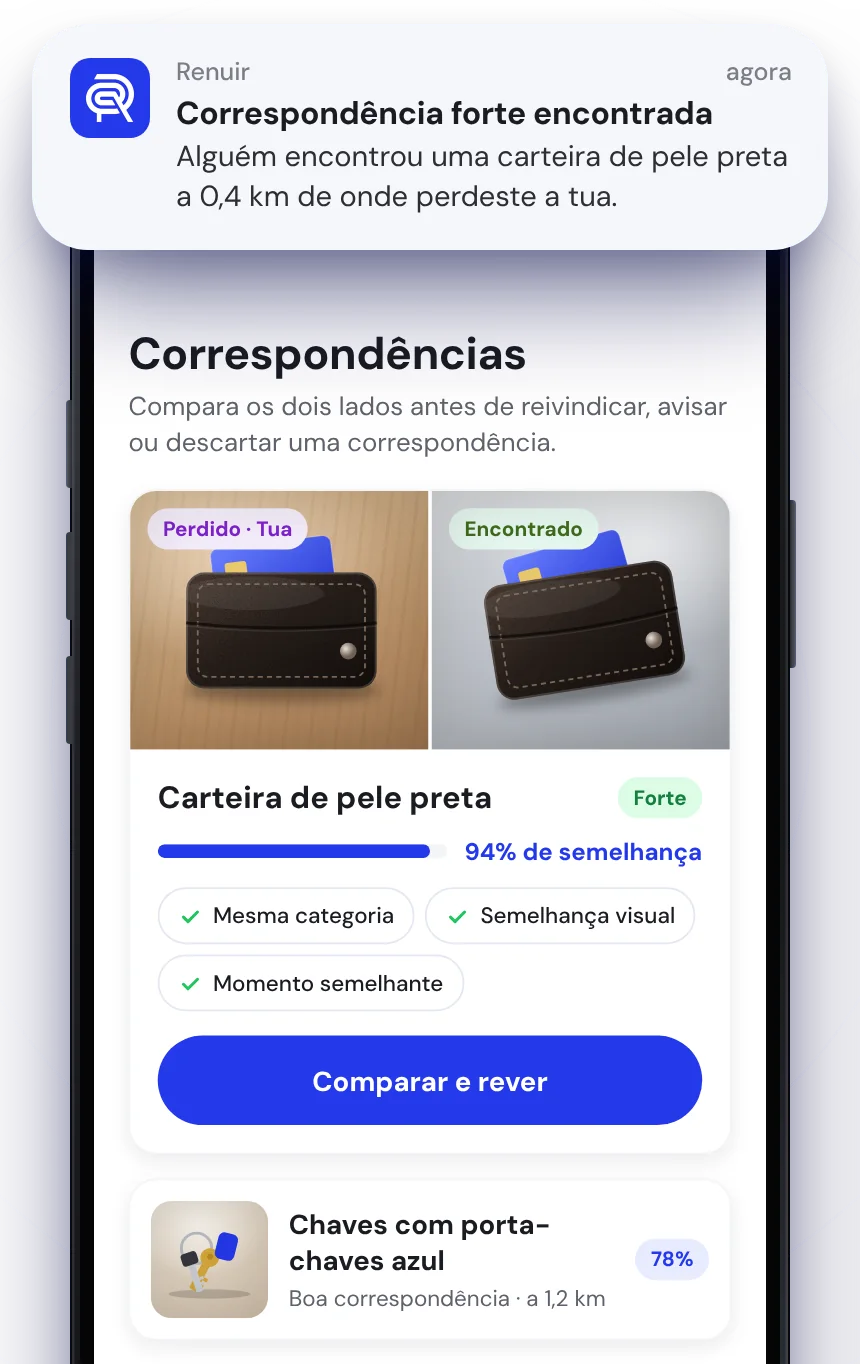 Renuir
agora
Correspondência forte encontrada
Alguém encontrou uma carteira de pele preta
a 0,4 km de onde perdeste a tua.
Correspondências
Compara os dois lados antes de reivindicar, avisar
ou descartar uma correspondência.
Perdido · Tua
Encontrado
Carteira de pele preta
Forte
94% de semelhança
Mesma categoria
Semelhança visual
Momento semelhante
Comparar e rever
Chaves com porta-
chaves azul
78%
Boa correspondência · a 1,2 km